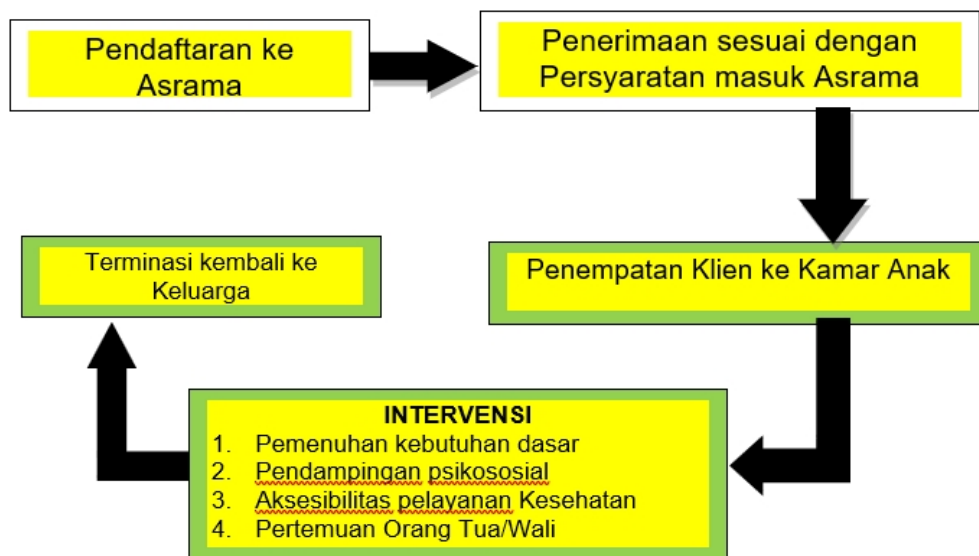 Pendaftaran ke
Asrama
Penerimaan sesuai dengan
Persyaratan masuk Asrama
Penempatan Klien ke Kamar Anak
INTERVENSI
1. Pemenuhan kebutuhan dasar
2. Pendampingan psikososial
3. Aksesibilitas pelayanan Kesehatan
4. Pertemuan Orang Tua/Wali
Terminasi kembali ke
Keluarga